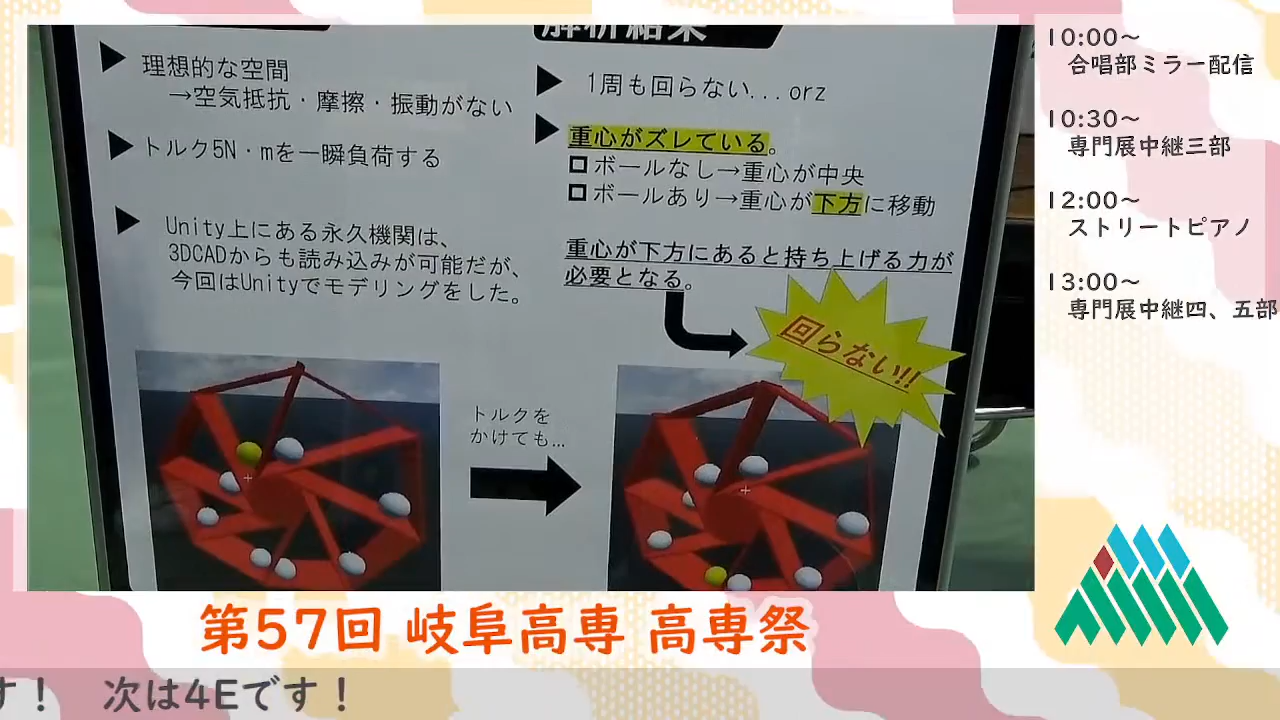 理想的な空間
→空気抵抗・摩擦・振動がない
トルク5N・mを一瞬負荷する
Unity上にある永久機関は、
3DCADからも読み込みが可能だが、
今回はUnityでモデリングをした。
解析結果
1周も回らない...orz
重心がズレている。
ボールなし→重心が中央
ボールあり→重心が下方に移動
重心が下方にあると持ち上げる力が
必要となる。
回らない!!
トルクを
かけても…
10:00~
合唱部ミラー配信
10:30~
専門展中継三部
12:00~
ストリートピアノ
13:00~
専門展中継四、五部
第57回 岐阜高専 高専祭
す！ 次は4Eです！